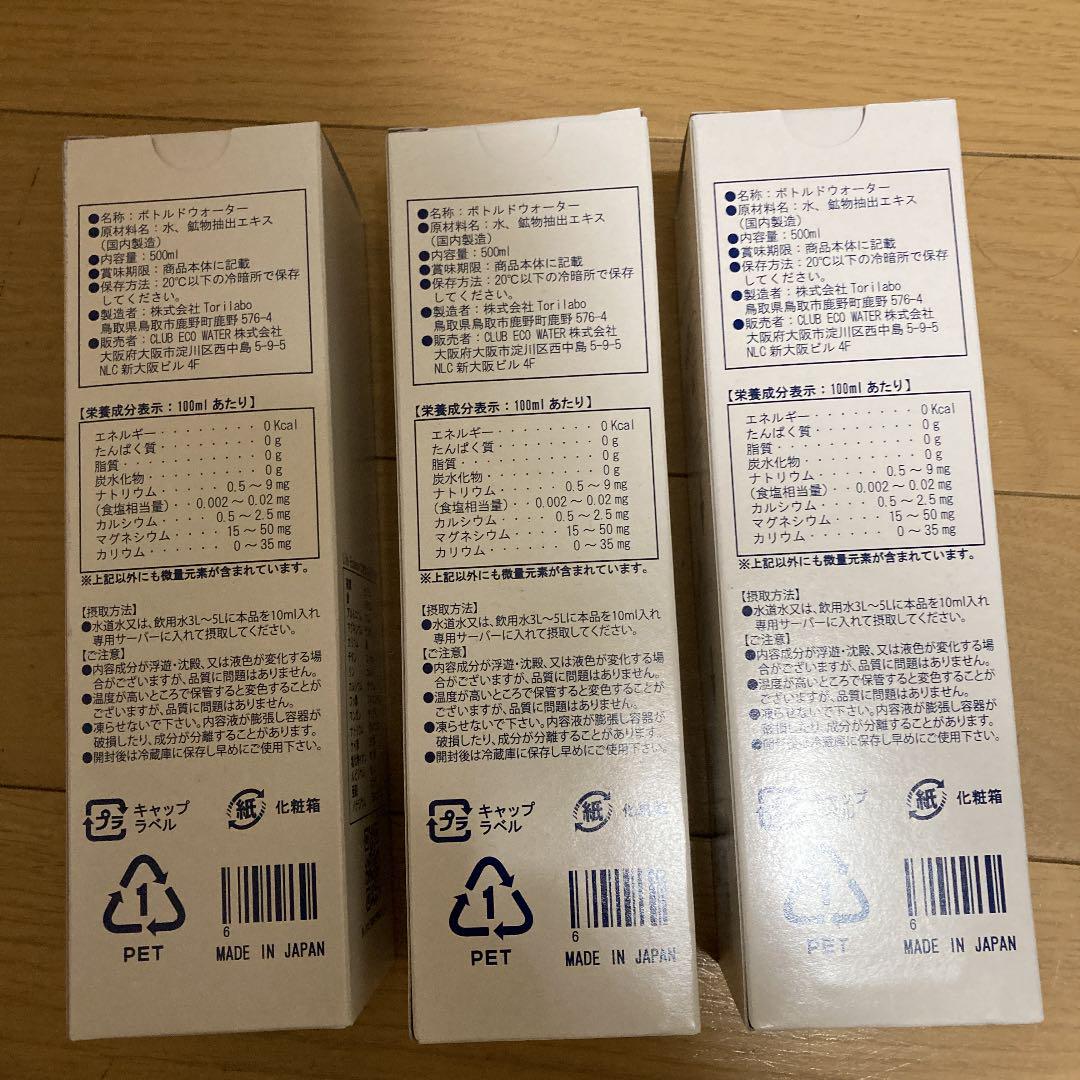 ●名称：ボトルドウォーター
●原材料名：水、鉱物抽出エキス
（国内製造）
●内容量：500ml
●賞味期限：商品本体に記載
●保存方法：20℃以下の冷暗所で保存
してください。
●製造者：株式会社 Torilabo
鳥取県鳥取市鹿野町鹿野 576-4
●販売者：CLUB ECO WATER 株式会社
大阪府大阪市淀川区西中島 5-9-5
NLC 新大阪ビル 4F
【栄養成分表示：100ml あたり】
エネルギー・・・・・・・・・0 Kcal
たんぱく質・・・・・・・・0 g
脂質・・・・・・・・・・・0 g
炭水化物・・・・・・・・・0 g
ナトリウム・・・・・・0.5～9 mg
（食塩相当量）・・0.002～0.02 mg
カルシウム・・・・・0.5～2.5 mg
マグネシウム・・・・・15～50 mg
カリウム・・・・・・・0～35 mg
※上記以外にも微量元素が含まれています。
【摂取方法】
●水道水又は、飲用水3L～5Lに本品を10ml入れ
専用サーバーに入れて摂取してください。
【ご注意】
●内容成分が浮遊・沈殿、又は液色が変化する場
合がございますが、品質に問題はありません。
●温度が高いところで保管すると変色することが
ございますが、品質に問題はありません。
●凍らせないで下さい。内容液が膨張し容器が
破損したり、成分が分離することがあります。
●開封後は冷蔵庫に保存し早めにご使用下さい。
プラ キャップ
ラベル
紙 化粧箱
1
PET
6
MADE IN JAPAN
●名称：ボトルドウォーター
●原材料名：水、鉱物抽出エキス
（国内製造）
●内容量：500ml
●賞味期限：商品本体に記載
●保存方法：20℃以下の冷暗所で保存
してください。
●製造者：株式会社 Torilabo
鳥取県鳥取市鹿野町鹿野 576-4
●販売者：CLUB ECO WATER 株式会社
大阪府大阪市淀川区西中島 5-9-5
NLC 新大阪ビル 4F
【栄養成分表示：100ml あたり】
エネルギー・・・・・・・・・0 Kcal
たんぱく質・・・・・・・・0 g
脂質・・・・・・・・・・・0 g
炭水化物・・・・・・・・・0 g
ナトリウム・・・・・・0.5～9 mg
（食塩相当量）・・0.002～0.02 mg
カルシウム・・・・・0.5～2.5 mg
マグネシウム・・・・・15～50 mg
カリウム・・・・・・・0～35 mg
※上記以外にも微量元素が含まれています。
【摂取方法】
●水道水又は、飲用水3L～5Lに本品を10ml入れ
専用サーバーに入れて摂取してください。
【ご注意】
●内容成分が浮遊・沈殿、又は液色が変化する場
合がございますが、品質に問題はありません。
●温度が高いところで保管すると変色することが
ございますが、品質に問題はありません。
●凍らせないで下さい。内容液が膨張し容器が
破損したり、成分が分離することがあります。
●開封後は冷蔵庫に保存し早めにご使用下さい。
プラ キャップ
ラベル
紙 化粧箱
1
PET
6
MADE IN JAPAN
●名称：ボトルドウォーター
●原材料名：水、鉱物抽出エキス
（国内製造）
●内容量：500ml
●賞味期限：商品本体に記載
●保存方法：20℃以下の冷暗所で保存
してください。
●製造者：株式会社 Torilabo
鳥取県鳥取市鹿野町鹿野 576-4
●販売者：CLUB ECO WATER 株式会社
大阪府大阪市淀川区西中島 5-9-5
NLC 新大阪ビル 4F
【栄養成分表示：100ml あたり】
エネルギー・・・・・・・・・0 Kcal
たんぱく質・・・・・・・・0 g
脂質・・・・・・・・・・・0 g
炭水化物・・・・・・・・・0 g
ナトリウム・・・・・・0.5～9 mg
（食塩相当量）・・0.002～0.02 mg
カルシウム・・・・・0.5～2.5 mg
マグネシウム・・・・・15～50 mg
カリウム・・・・・・・0～35 mg
※上記以外にも微量元素が含まれています。
【摂取方法】
●水道水又は、飲用水3L～5Lに本品を10ml入れ
専用サーバーに入れて摂取してください。
【ご注意】
●内容成分が浮遊・沈殿、又は液色が変化する場
合がございますが、品質に問題はありません。
●温度が高いところで保管すると変色することが
ございますが、品質に問題はありません。
●凍らせないで下さい。内容液が膨張し容器が
破損したり、成分が分離することがあります。
●開封後は冷蔵庫に保存し早めにご使用下さい。
プラ キャップ
ラベル
紙 化粧箱
1
PET
6
MADE IN JAPAN